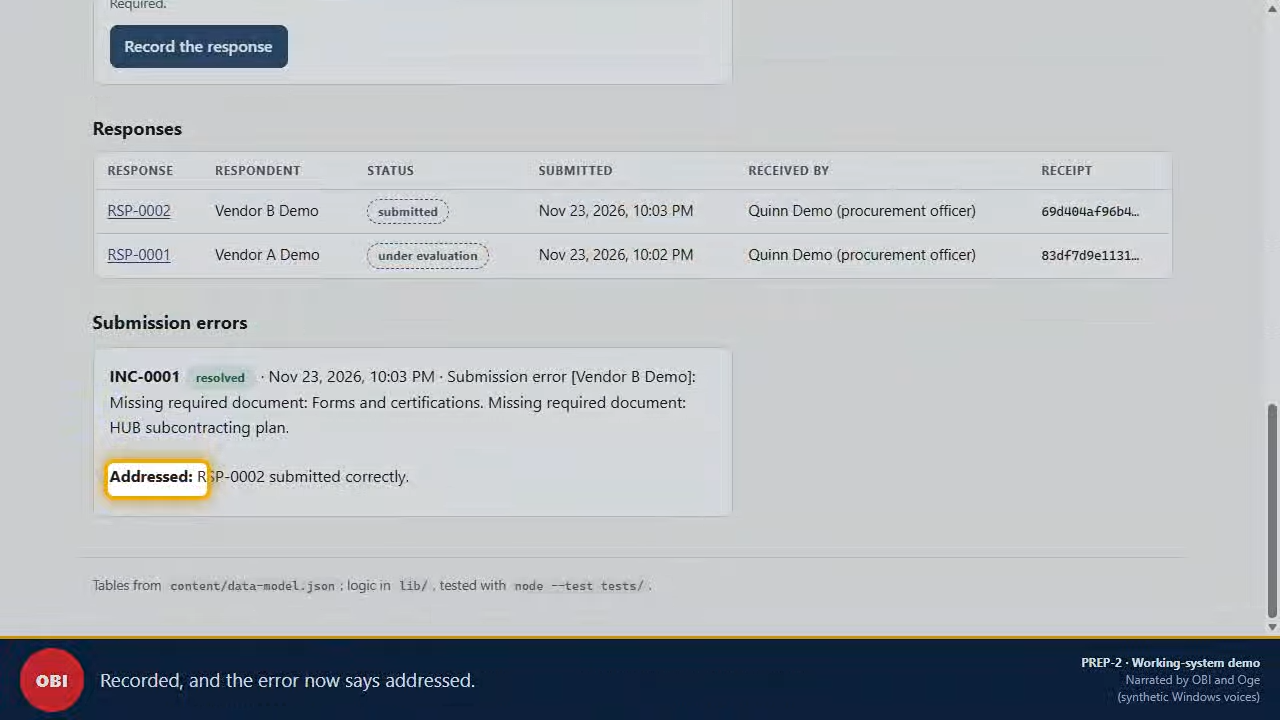 Required.
Record the response
Responses
RESPONSE RESPONDENT STATUS SUBMITTED RECEIVED BY RECEIPT
RSP-0002 Vendor B Demo submitted Nov 23, 2026, 10:03 PM Quinn Demo (procurement officer) 69d404af96b4…
RSP-0001 Vendor A Demo under evaluation Nov 23, 2026, 10:02 PM Quinn Demo (procurement officer) 83df7d9e1131…
Submission errors
INC-0001 resolved · Nov 23, 2026, 10:03 PM · Submission error [Vendor B Demo]:
Missing required document: Forms and certifications. Missing required document:
HUB subcontracting plan.
Addressed: RSP-0002 submitted correctly.
Tables from content/data-model.json ; logic in lib/ , tested with node --test tests/ .
OBI Recorded, and the error now says addressed.
PREP-2 · Working-system demo
Narrated by OBI and Oge
(synthetic Windows voices)